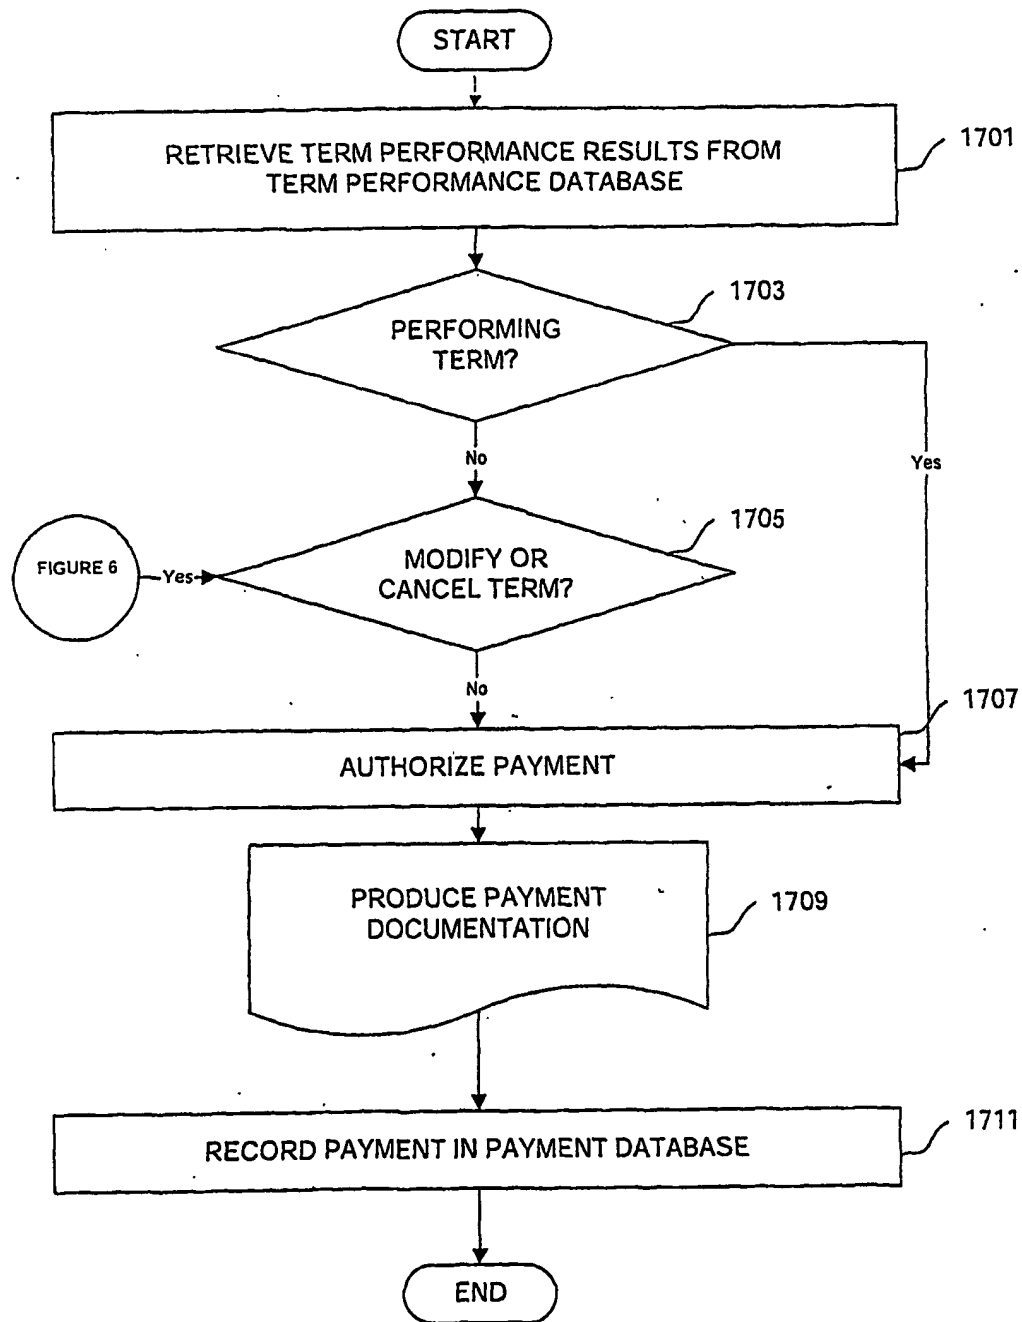 START
RETRIEVE TERM PERFORMANCE RESULTS FROM
TERM PERFORMANCE DATABASE
1701
PERFORMING
TERM?
1703
No
Yes
MODIFY OR
CANCEL TERM?
1705
FIGURE 6
Yes
No
AUTHORIZE PAYMENT
1707
PRODUCE PAYMENT
DOCUMENTATION
1709
RECORD PAYMENT IN PAYMENT DATABASE
1711
END